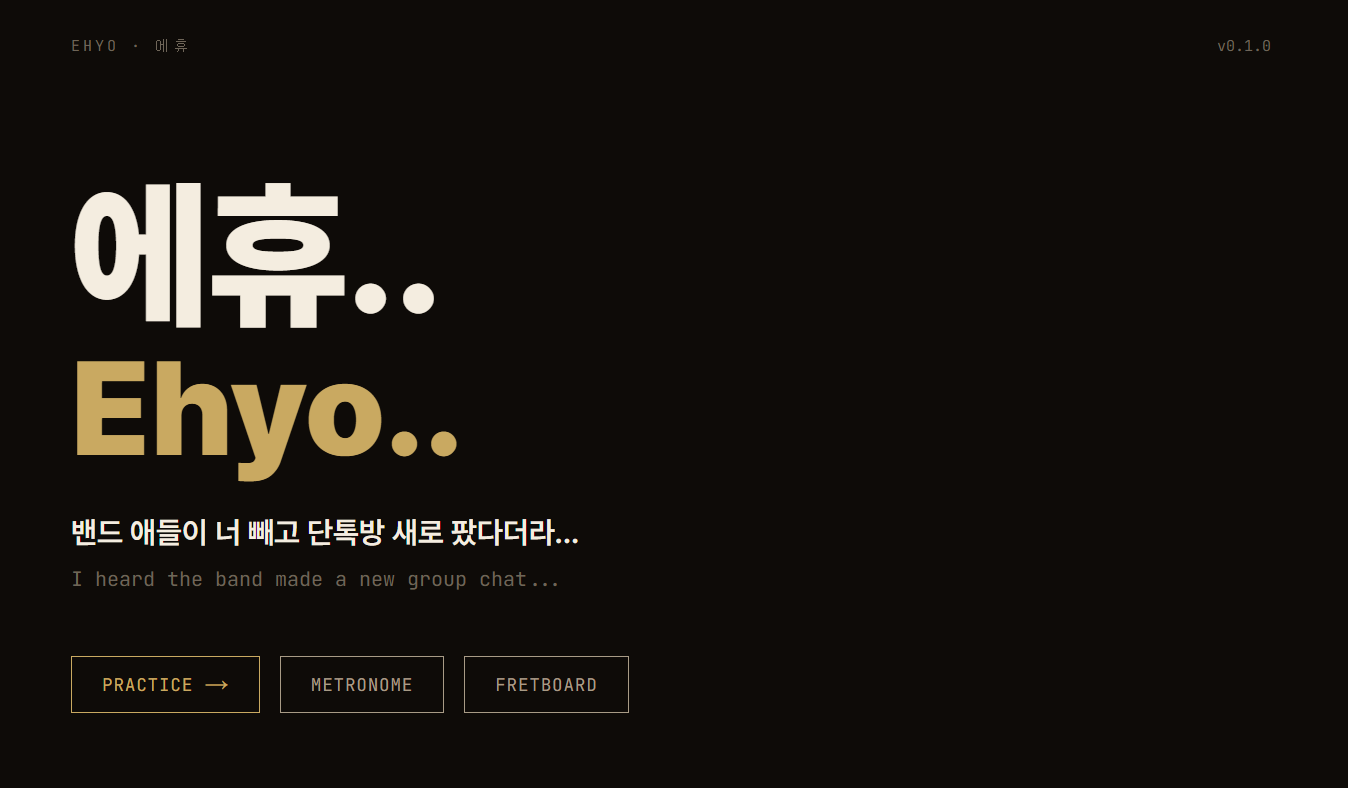 EHYO · 에휴
v0.1.0
에휴..
Ehyo..
밴드 애들이 너 빼고 단톡방 새로 팠다더라...
I heard the band made a new group chat...
PRACTICE →
METRONOME
FRETBOARD